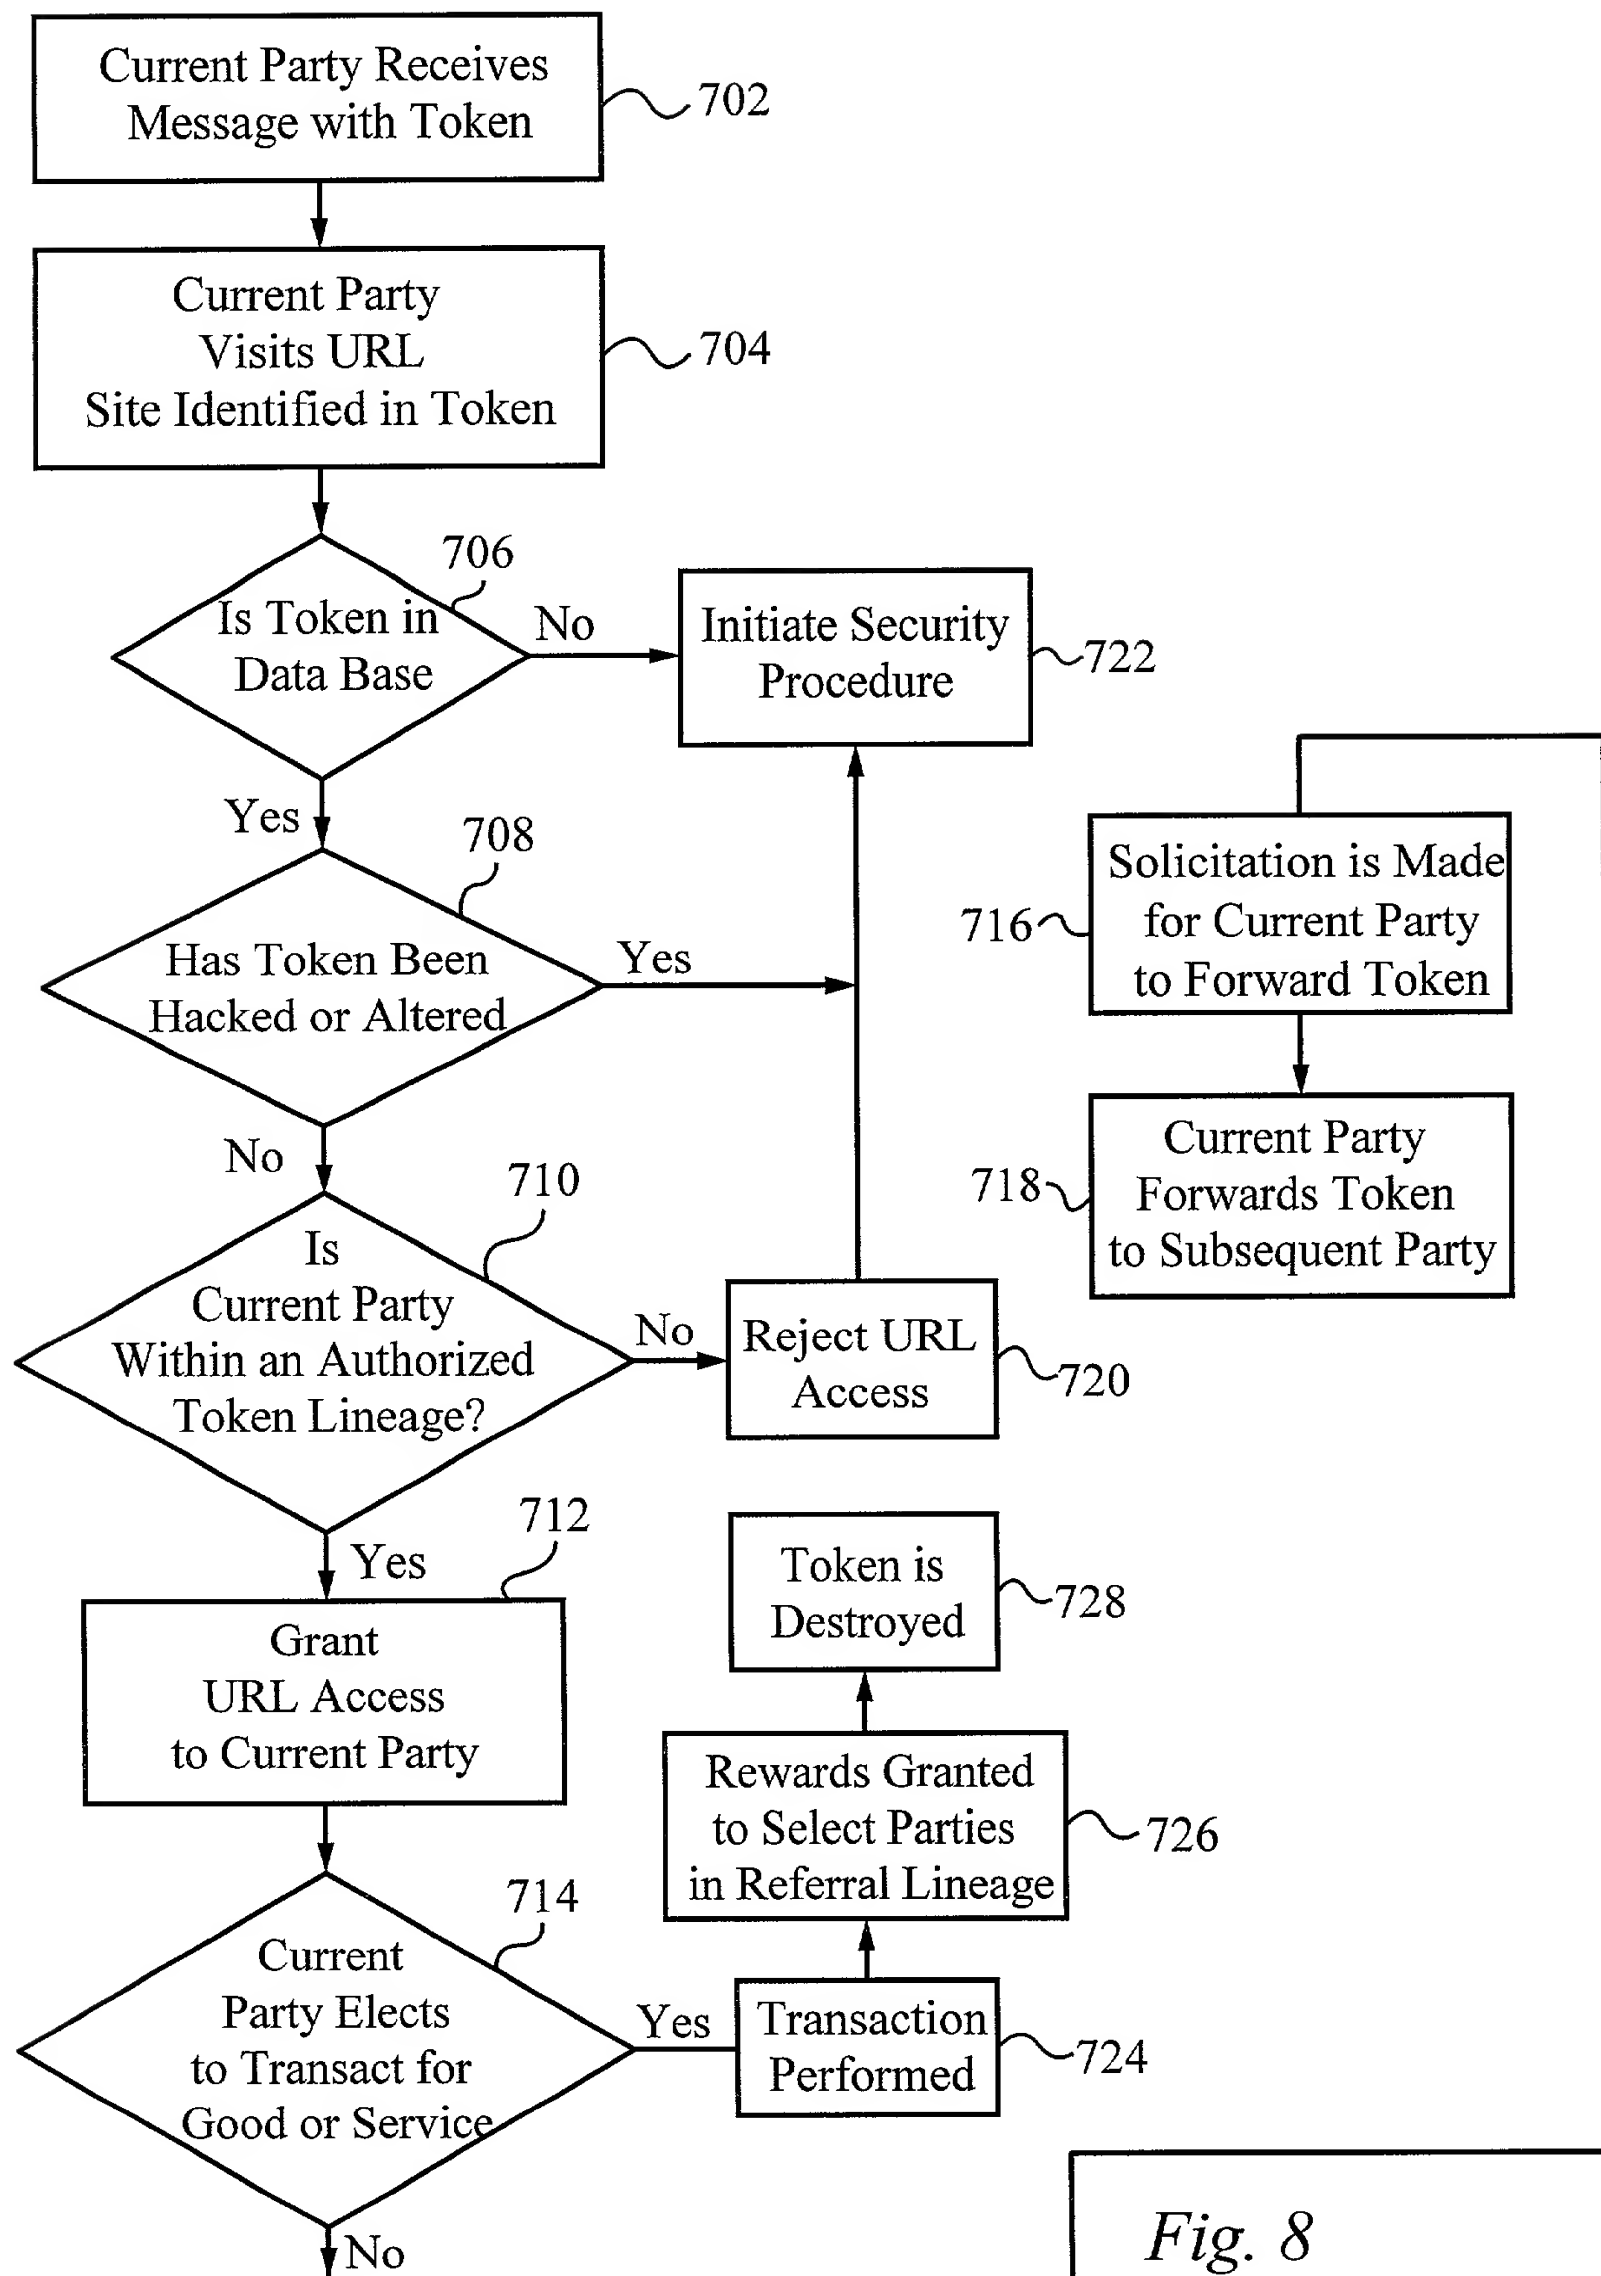 Current Party Receives
Message with Token
702
Current Party
Visits URL
Site Identified in Token
704
706
Is Token in
Data Base
No
Initiate Security
Procedure
722
Yes
708
Has Token Been
Hacked or Altered
Yes
Solicitation is Made
for Current Party
to Forward Token
716
No
Current Party
Forwards Token
to Subsequent Party
718
710
Is
Current Party
Within an Authorized
Token Lineage?
No
Reject URL
Access
720
Yes
712
Grant
URL Access
to Current Party
Token is
Destroyed
728
Rewards Granted
to Select Parties
in Referral Lineage
726
714
Current
Party Elects
to Transact for
Good or Service
Yes
Transaction
Performed
724
No
Fig. 8